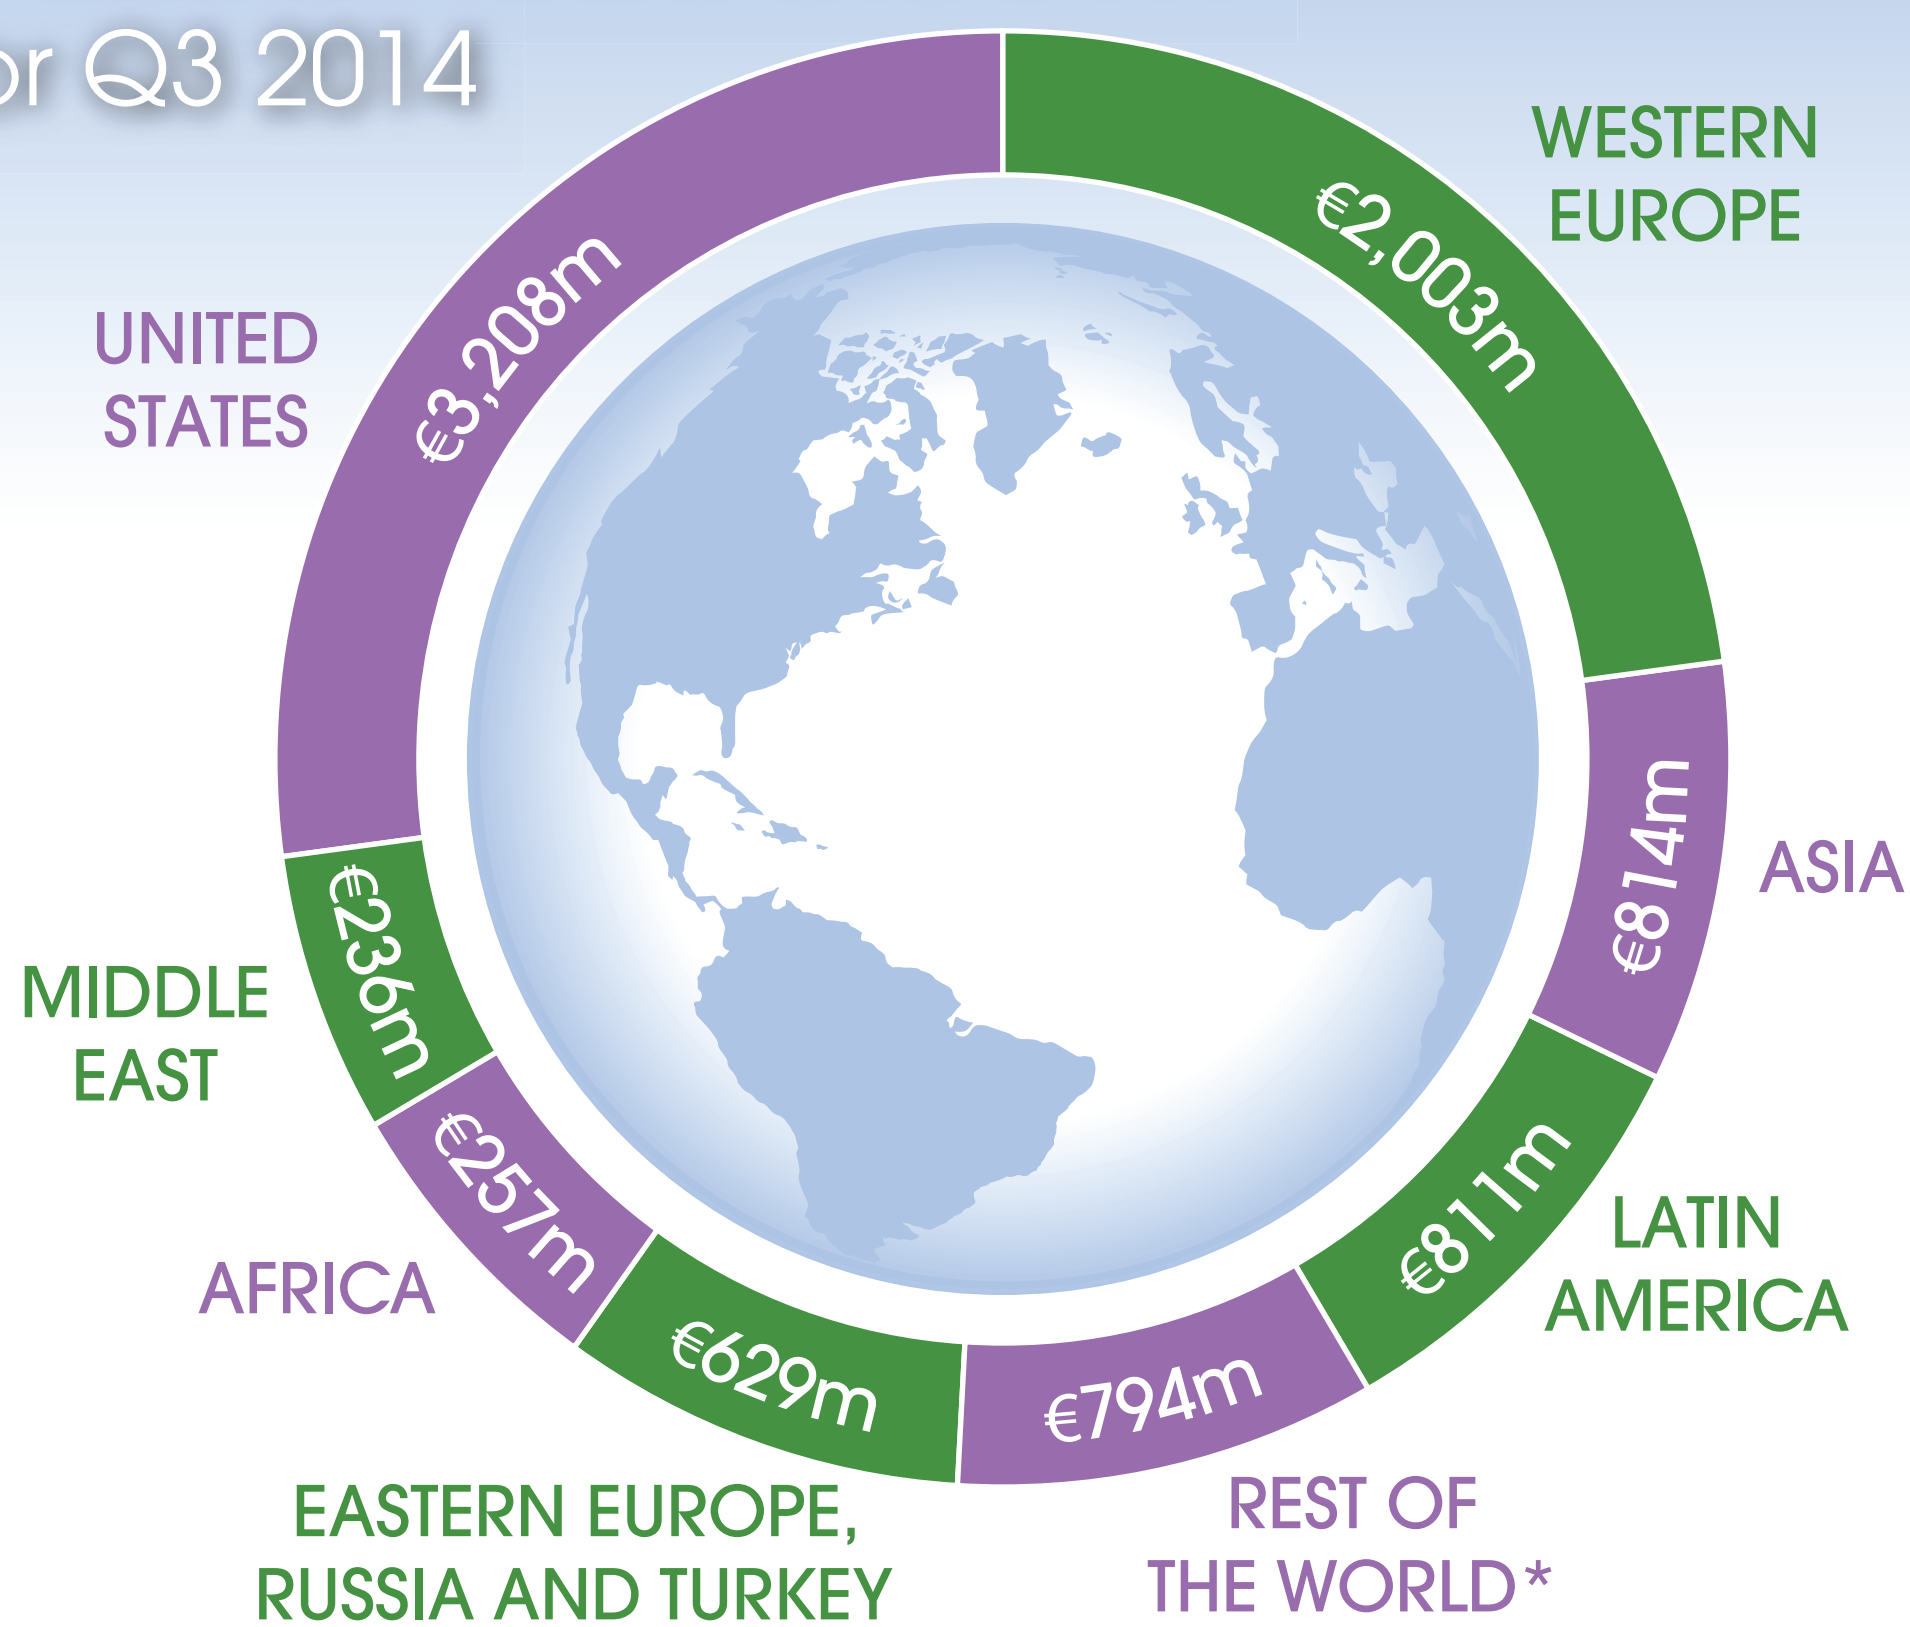 or Q3 2014
WESTERN
EUROPE
€2,003m
UNITED
STATES
€3,208m
€814m
ASIA
€236m
MIDDLE
EAST
€257m
AFRICA
€811m
LATIN
AMERICA
€629m
€794m
EASTERN EUROPE,
RUSSIA AND TURKEY
REST OF
THE WORLD*